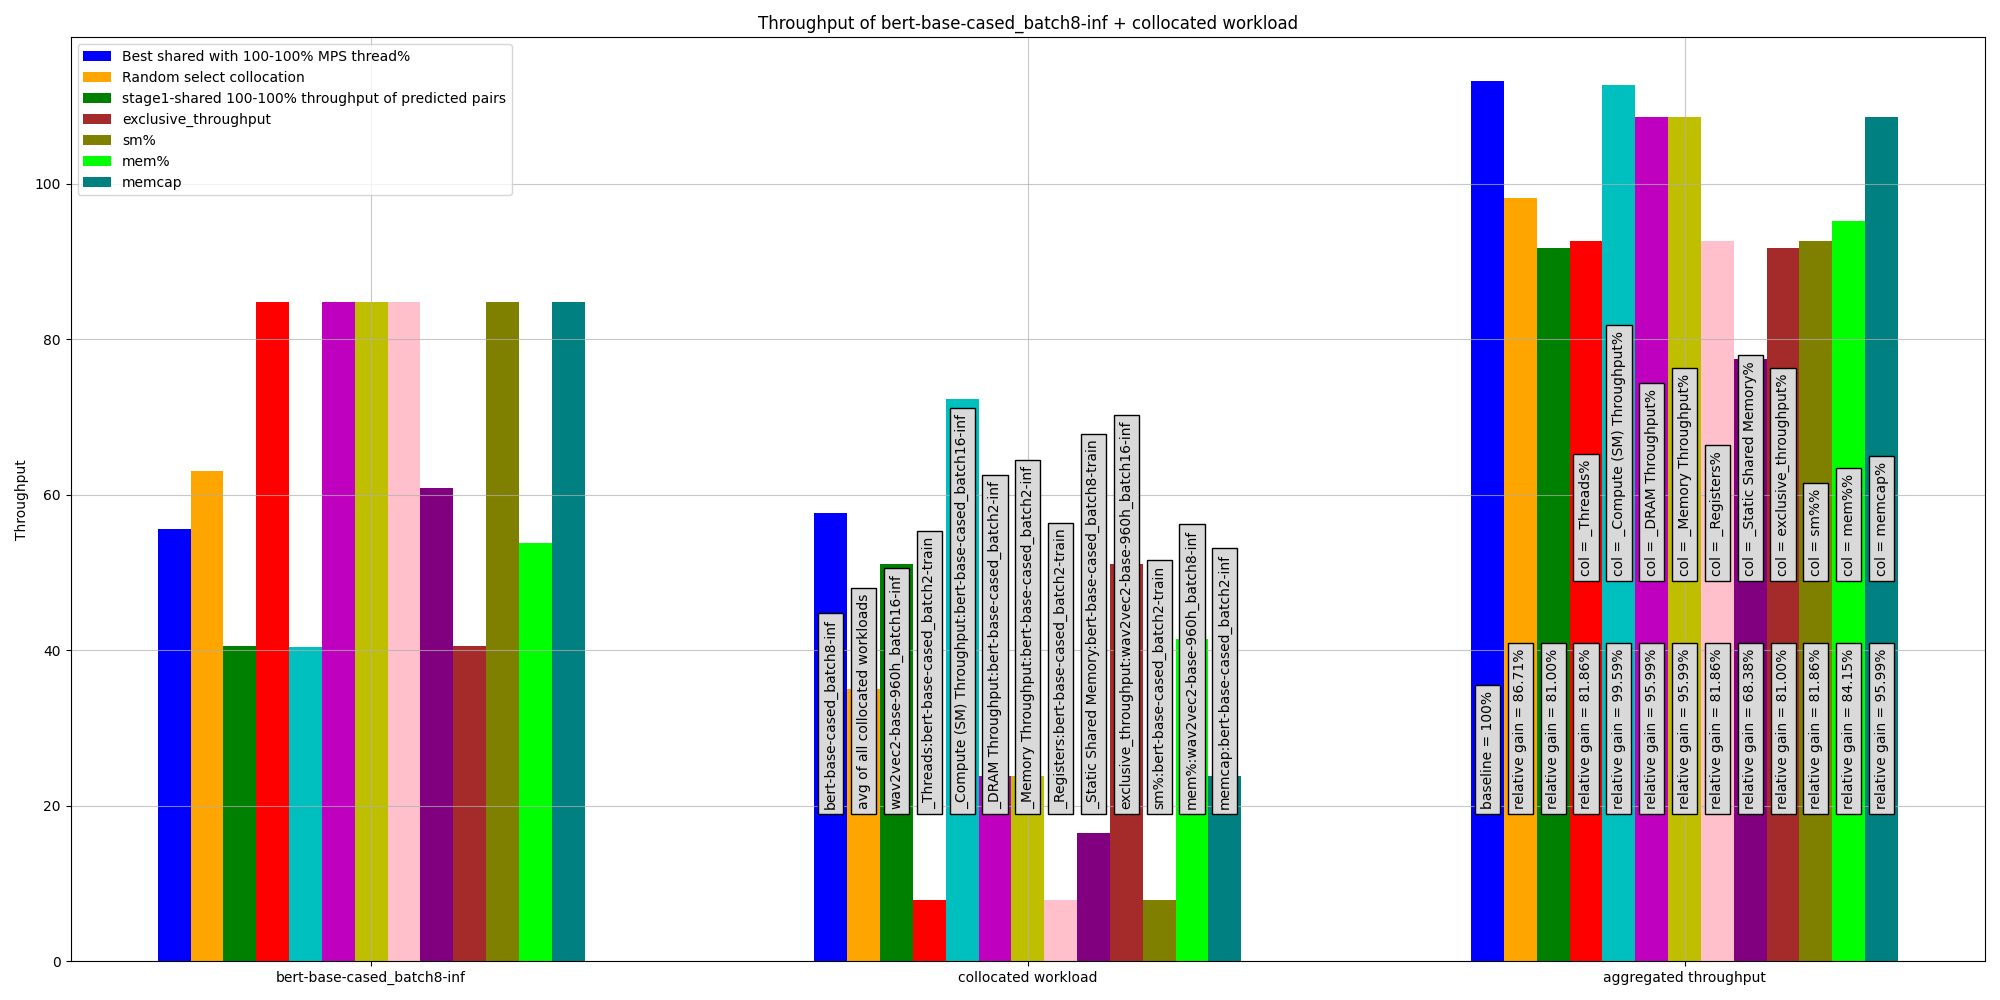 Throughput of bert-base-cased_batch8-inf + collocated workload
Best shared with 100-100% MPS thread%
Random select collocation
stage1-shared 100-100% throughput of predicted pairs
exclusive_throughput
sm%
mem%
memcap
Throughput
100
80
60
40
20
0
bert-base-cased_batch8-inf
avg of all collocated workloads
wav2vec2-base-960h_batch16-inf
_Threads:bert-base-cased_batch2-train
_Compute (SM) Throughput:bert-base-cased_batch16-inf
_DRAM Throughput:bert-base-cased_batch2-inf
_Memory Throughput:bert-base-cased_batch2-inf
_Registers:bert-base-cased_batch2-train
_Static Shared Memory:bert-base-cased_batch8-train
exclusive_throughput:wav2vec2-base-960h_batch16-inf
sm%:bert-base-cased_batch2-train
mem%:wav2vec2-base-960h_batch8-inf
memcap:bert-base-cased_batch2-inf
col = _Threads%
col = _Compute (SM) Throughput%
col = _DRAM Throughput%
col = _Memory Throughput%
col = _Registers%
col = _Static Shared Memory%
col = exclusive_throughput%
col = sm%%
col = mem%%
col = memcap%
baseline = 100%
relative gain = 86.71%
relative gain = 81.00%
relative gain = 81.86%
relative gain = 99.59%
relative gain = 95.99%
relative gain = 95.99%
relative gain = 81.86%
relative gain = 68.38%
relative gain = 81.00%
relative gain = 81.86%
relative gain = 84.15%
relative gain = 95.99%
bert-base-cased_batch8-inf
collocated workload
aggregated throughput